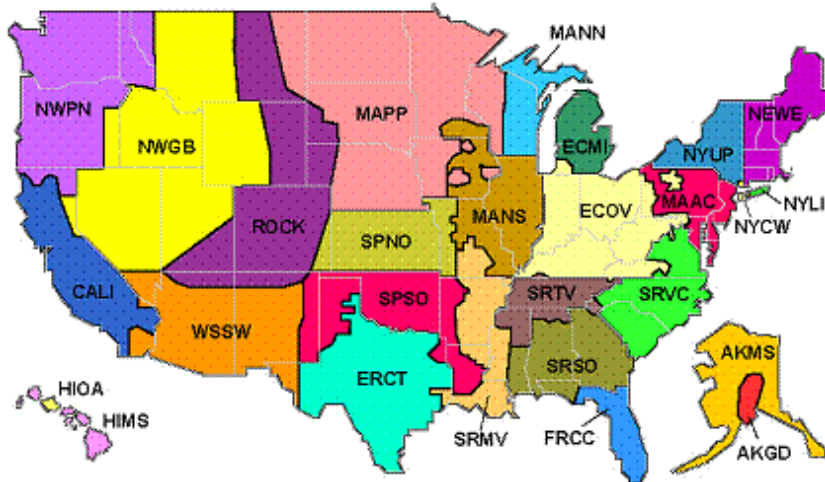 MANN
NEWE
NWPN
MAPP
ECMI
NYUP
NWGB
MAAC
NYLI
MANS
ECOV
NYCW
ROCK
SPNO
CALI
SPSO
SRTV
SRVC
WSSW
AKMS
SRSO
ERCT
HIOA
HIMS
SRMV
FRCC
AKGD